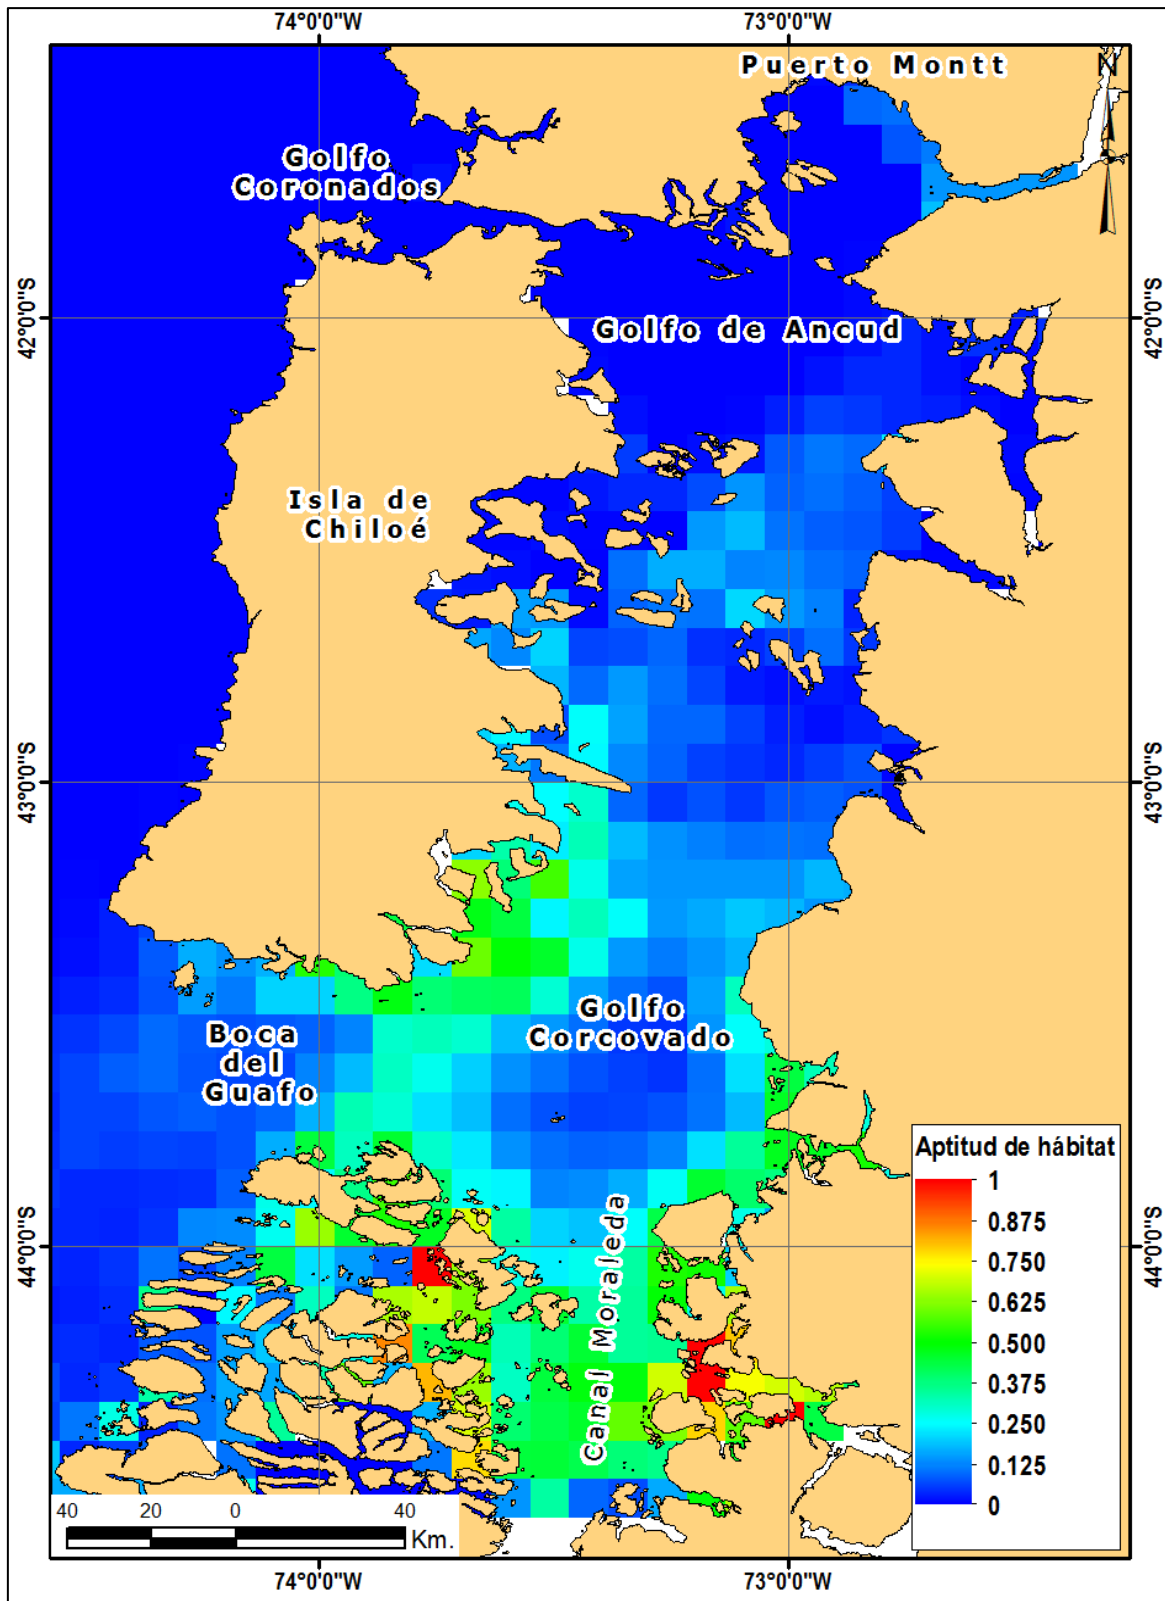 74°0'0"W
73°0'0"W
Puerto Montt
N
Golfo
Coronados
42°0'0"S
42°0'0"S
Golfo de Ancud
Isla de
Chiloé
43°0'0"S
43°0'0"S
Golfo
Corcovado
Boca
del
Guafo
Aptitud de hábitat
1
0.875
0.750
0.625
0.500
0.375
0.250
0.125
0
44°0'0"S
44°0'0"S
Canal Moraleda
40
20
0
40
Km.
74°0'0"W
73°0'0"W